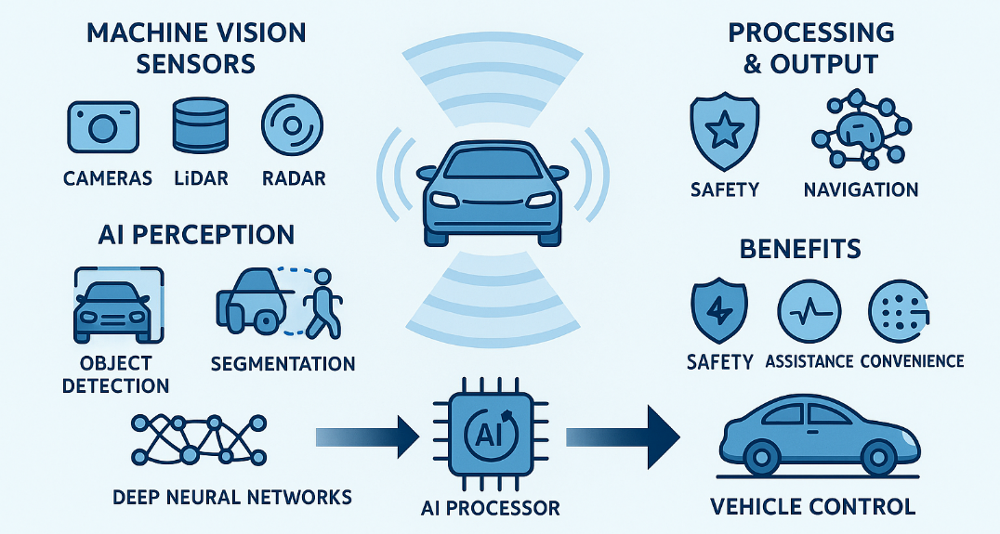 MACHINE VISION
SENSORS
CAMERAS
LiDAR
RADAR
AI PERCEPTION
OBJECT
DETECTION
SEGMENTATION
DEEP NEURAL NETWORKS
AI
AI PROCESSOR
PROCESSING
& OUTPUT
SAFETY
NAVIGATION
BENEFITS
SAFETY
ASSISTANCE
CONVENIENCE
VEHICLE CONTROL